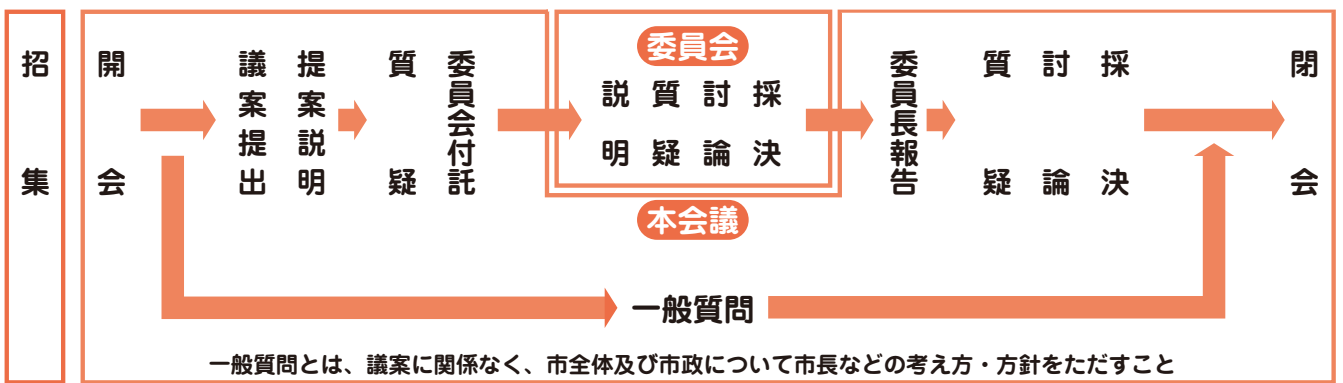 招集
開会
議案提出
提案説明
質疑
委員会付託
委員会
説明
質疑
討論
採決
本会議
委員長報告
質疑
討論
採決
閉会
一般質問
一般質問とは、議案に関係なく、市全体及び市政について市長などの考え方・方針をただすこと